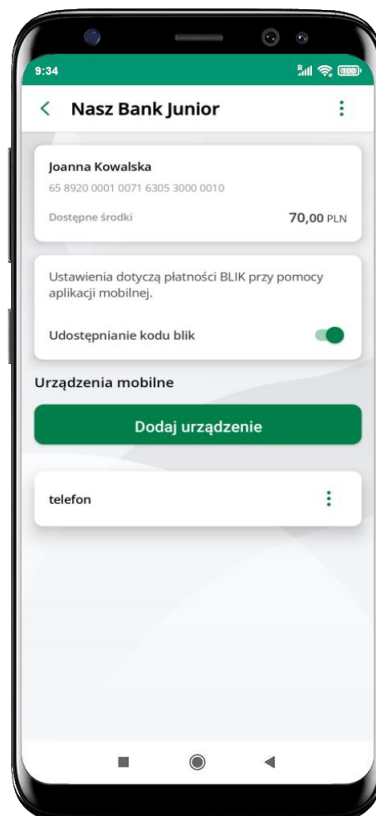 9:34
Nasz Bank Junior
Joanna Kowalska
65 8920 0001 0071 6305 3000 0010
Dostępne środki 70,00 PLN
Ustawienia dotyczą płatności BLIK przy pomocy
aplikacji mobilnej.
Udostępnianie kodu blik
Urządzenia mobilne
Dodaj urządzenie
telefon